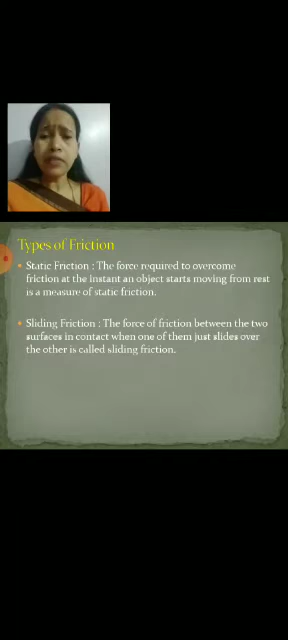 Types of Friction
8
• Static Friction : The force required to overcome
friction at the instant an object starts moving from rest
is a measure of static friction.
• Sliding Friction : The force of friction between the two
surfaces in contact when one of them just slides over
the other is called sliding friction.